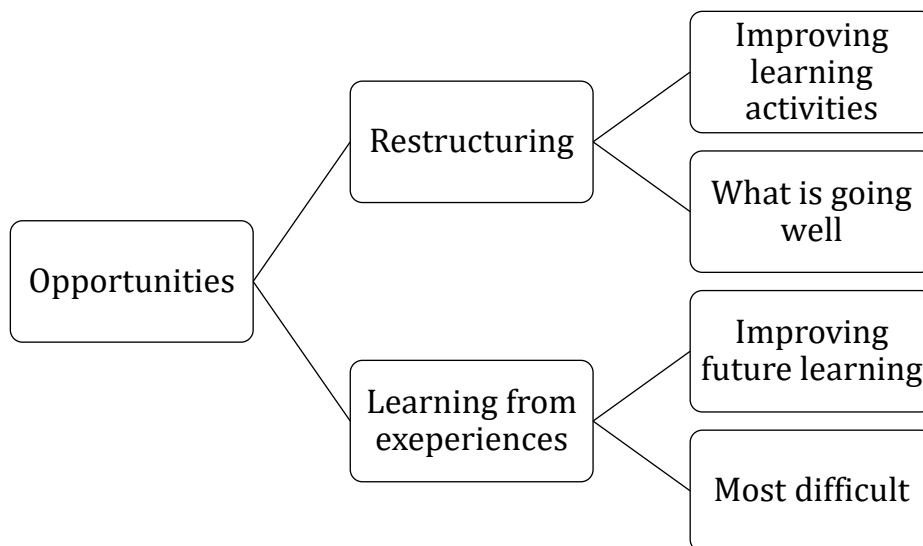 Opportunities
Restructuring
Improving
learning
activities
What is going
well
Learning from
exeperiences
Improving
future learning
Most difficult